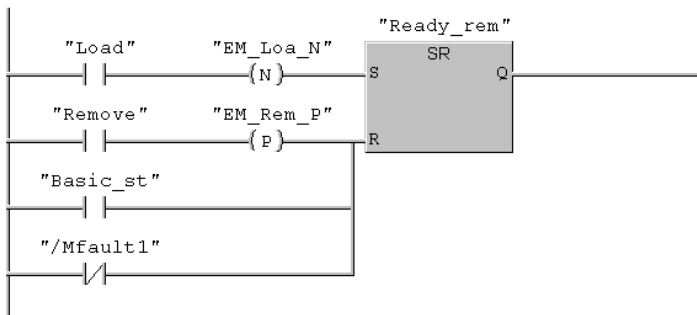 "Ready_rem"
"Load" "EM_Loa_N" SR
N S Q
"Remove" "EM_Rem_P"
P R
"Basic_st"
"/Mfault1"